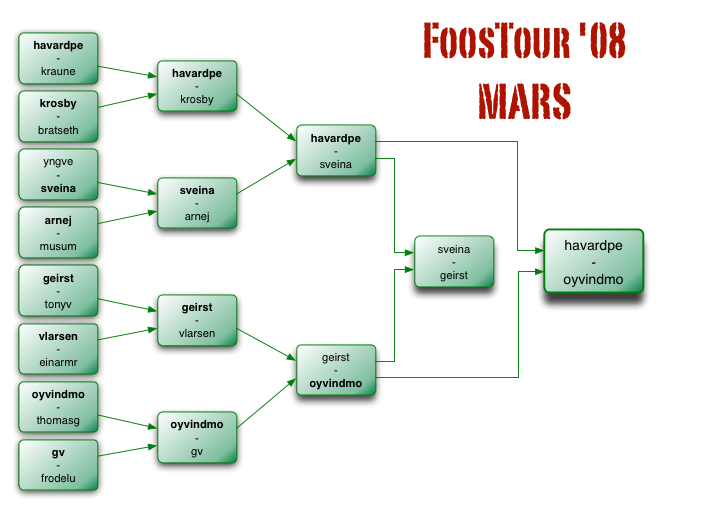 FoosTour '08
MARS
havardpe
-
kraune
krosby
-
bratseth
yngve
-
sveina
arnej
-
musum
geirst
-
tonyv
vlarsen
-
einarmr
oyvindmo
-
thomasg
gv
-
frodelu
havardpe
-
krosby
sveina
-
arnej
geirst
-
vlarsen
oyvindmo
-
gv
havardpe
-
sveina
geirst
-
oyvindmo
sveina
-
geirst
havardpe
-
oyvindmo